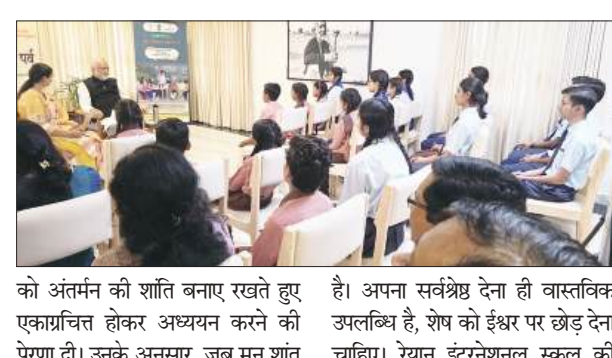 पर्व
को अंतर्मन की शांति बनाए रखते हुए
एकाग्रचित्त होकर अध्ययन करने की
प्रेरणा दी। उनके अनुसार, जब मन शांत
है। अपना सर्वश्रेष्ठ देना ही वास्तविक
उपलब्धि है, शेष को ईश्वर पर छोड़ देना
चाहिए। रेयान इंटरनेशनल स्कूल की